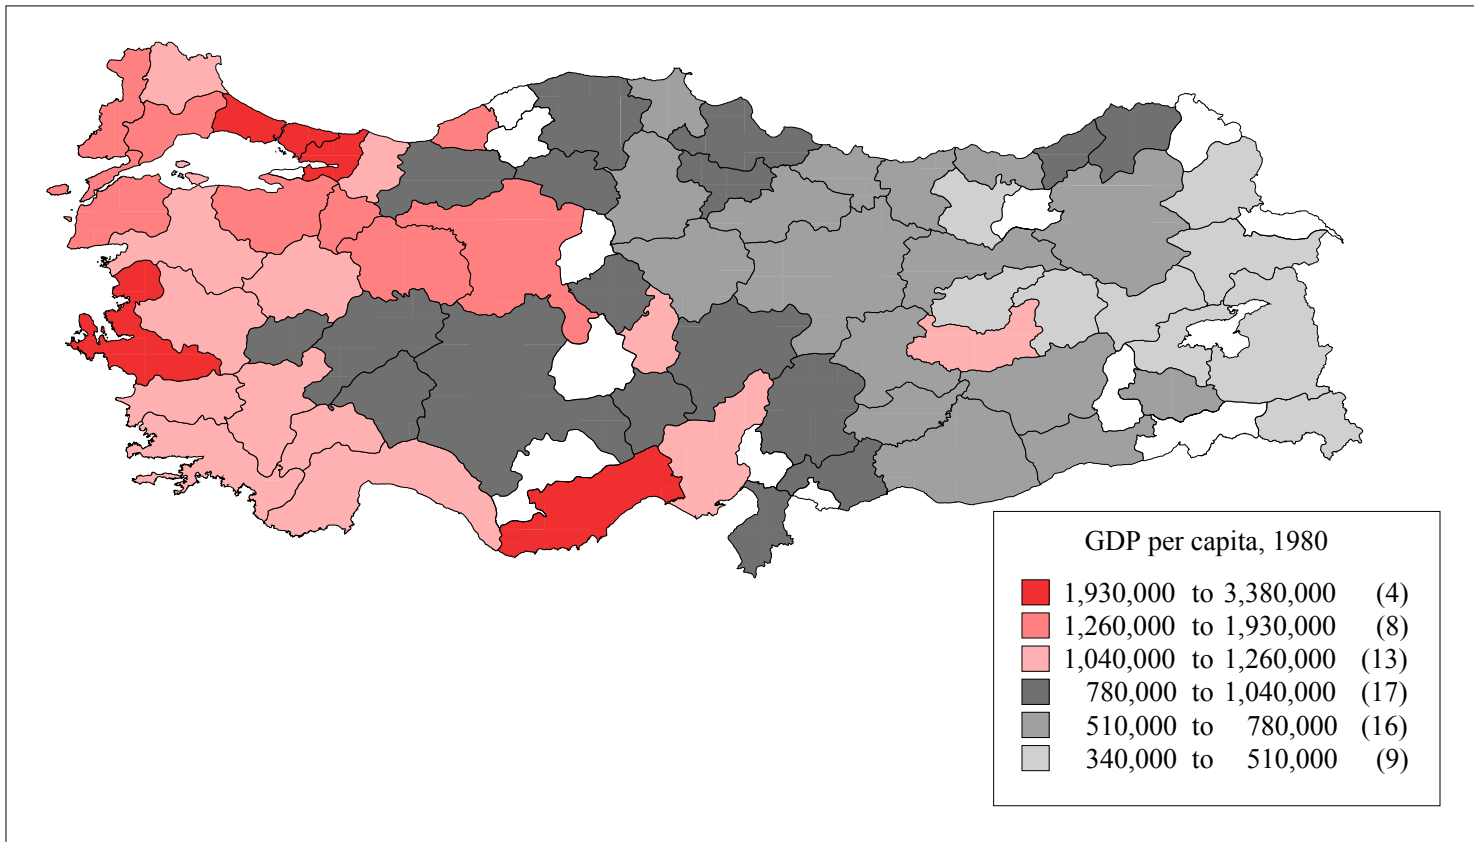 GDP per capita, 1980
1,930,000 to 3,380,000 (4)
1,260,000 to 1,930,000 (8)
1,040,000 to 1,260,000 (13)
780,000 to 1,040,000 (17)
510,000 to 780,000 (16)
340,000 to 510,000 (9)